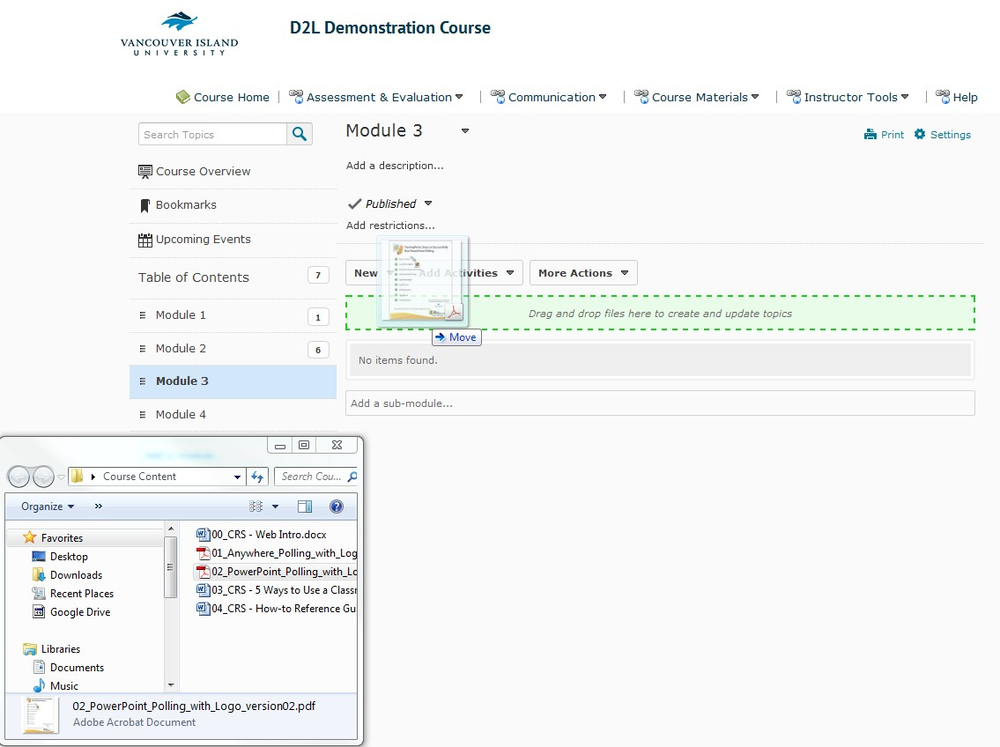 VANCOUVER ISLAND
UNIVERSITY
D2L Demonstration Course
Course Home
Assessment & Evaluation
Communication
Course Materials
Instructor Tools
Help
Search Topics
Course Overview
Bookmarks
Upcoming Events
Table of Contents 7
Module 1 1
Module 2 6
Module 3
Module 4
Module 3
Print Settings
Add a description...
Published
Add restrictions...
New Add Activities More Actions
Drag and drop files here to create and update topics
Move
No items found.
Add a sub-module...
Course Content
Search Cou...
Organize »
Favorites
Desktop
Downloads
Recent Places
Google Drive
Libraries
Documents
Music
00_CRS - Web Intro.docx
01_Anywhere_Polling_with_Log
02_PowerPoint_Polling_with_Lo
03_CRS - 5 Ways to Use a Classr
04_CRS - How-to Reference Gu
02_PowerPoint_Polling_with_Logo_version02.pdf
Adobe Acrobat Document